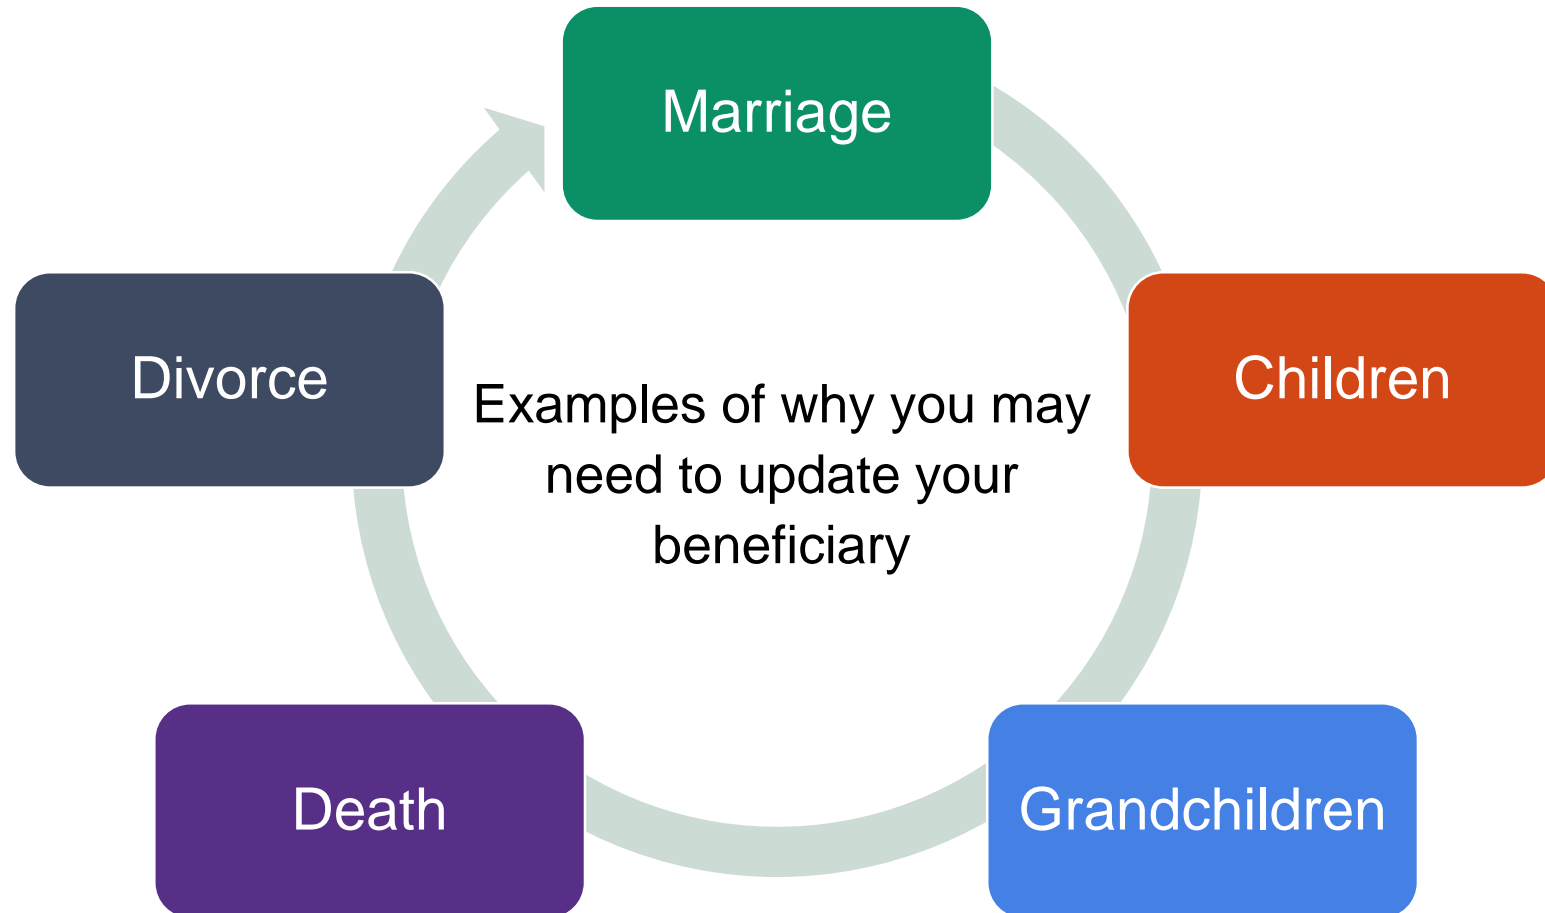 Marriage
Children
Grandchildren
Death
Divorce
Examples of why you may
need to update your
beneficiary